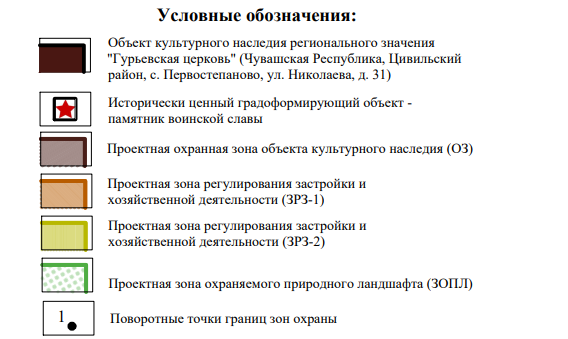 Условные обозначения:
Объект культурного наследия регионального значения
"Гурьевская церковь" (Чувашская Республика, Цивильский
район, с. Первостепаново, ул. Николаева, д. 31)
Исторически ценный градоформирующий объект -
памятник воинской славы
Проектная охранная зона объекта культурного наследия (ОЗ)
Проектная зона регулирования застройки и
хозяйственной деятельности (ЗРЗ-1)
Проектная зона регулирования застройки и
хозяйственной деятельности (ЗРЗ-2)
Проектная зона охраняемого природного ландшафта (ЗОПЛ)
1 Поворотные точки границ зон охраны